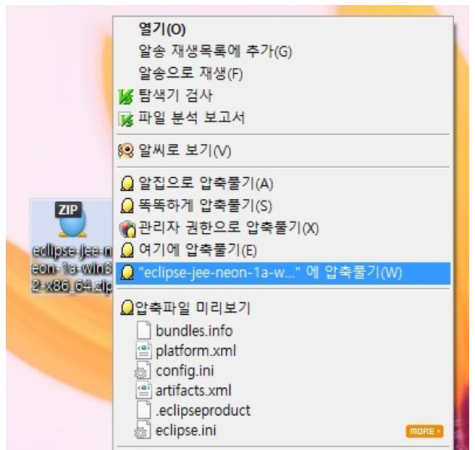 열기(O)
알송 재생목록에 추가(G)
알송으로 재생(F)
탐색기 검사
파일 분석 보고서
알씨로 보기(V)
알집으로 압축풀기(A)
똑똑하게 압축풀기(S)
관리자 권한으로 압축풀기(X)
여기에 압축풀기(E)
"eclipse-jee-neon-1a-w..." 에 압축풀기(W)
ZIP
eclipse-jee-n
eon-1a-win3
2-x86_64.zip
압축파일 미리보기
bundles.info
platform.xml
config.ini
artifacts.xml
.eclipseproduct
eclipse.ini
MORE